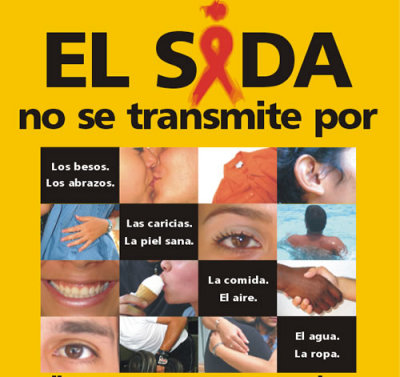 EL SIDA
no se transmite por
Los besos.
Los abrazos.
Las caricias.
La piel sana.
La comida.
El aire.
El agua.
La ropa.